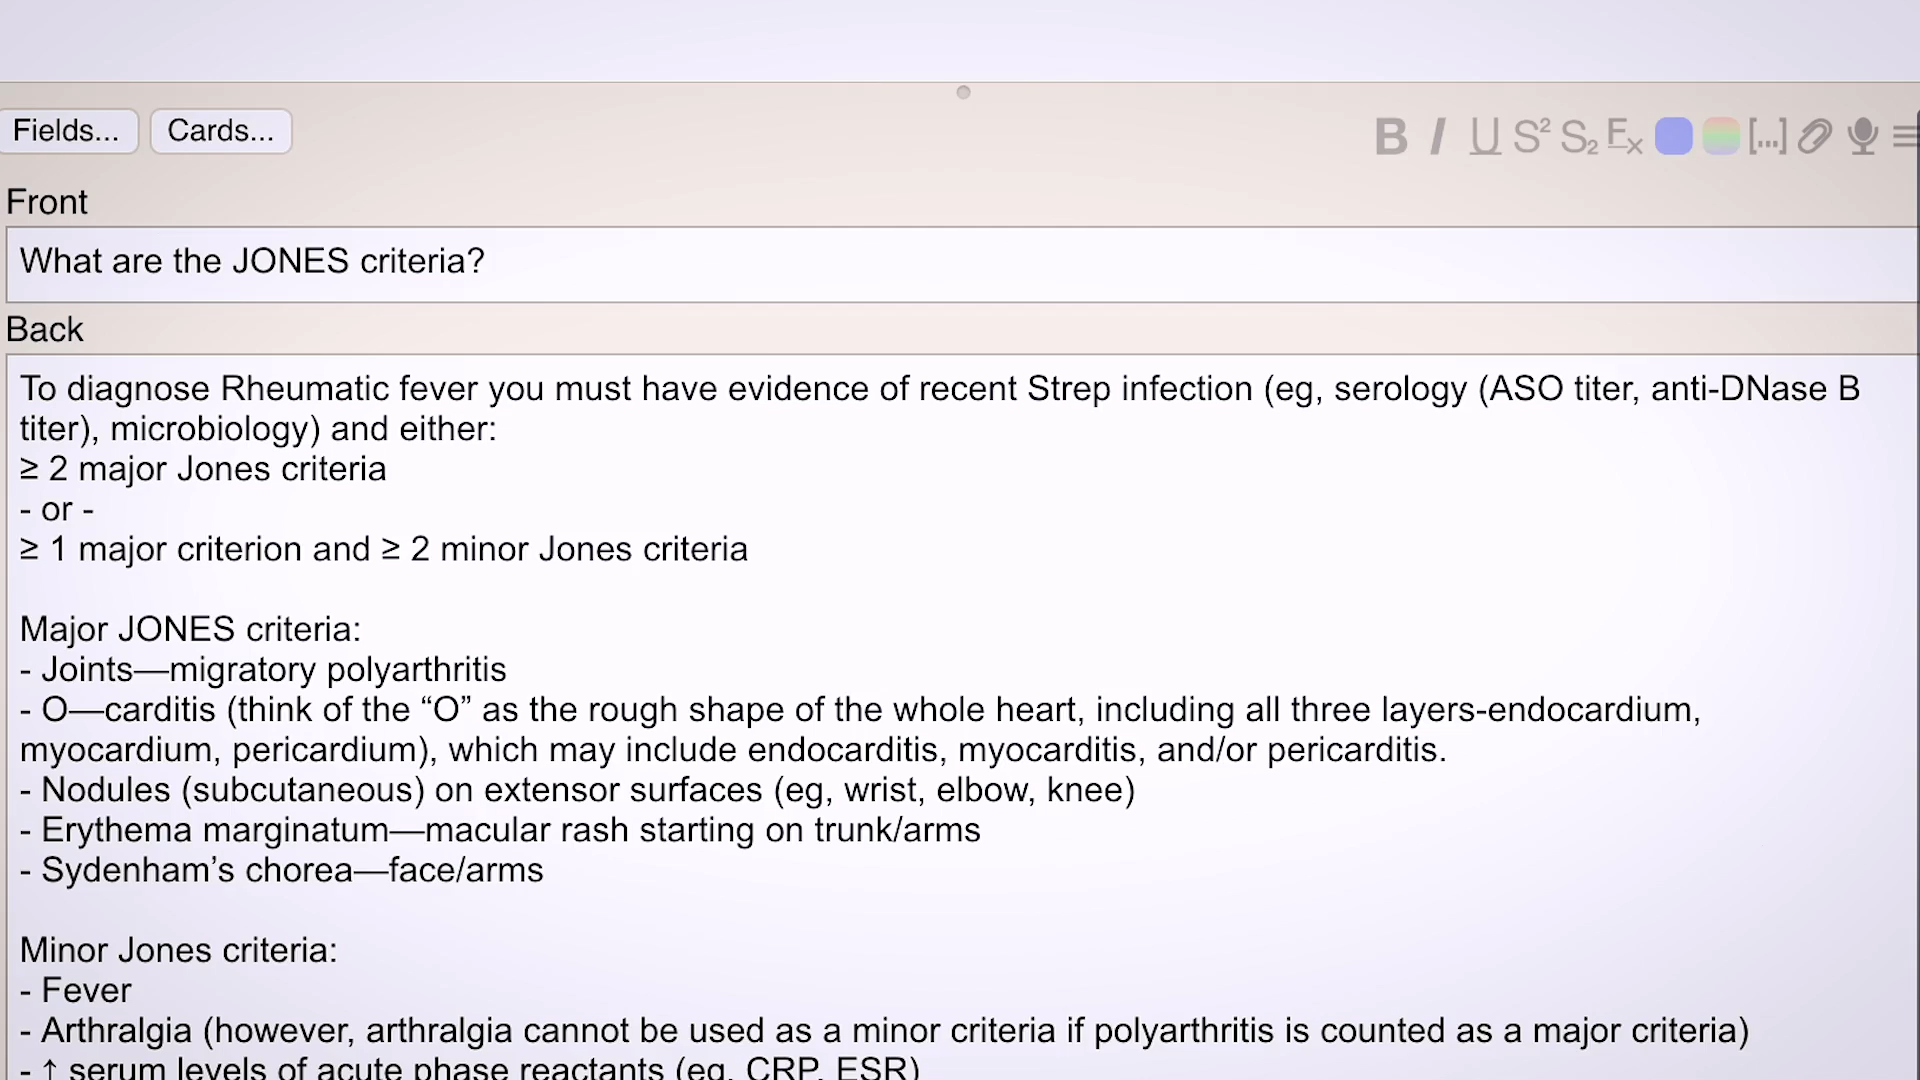 Fields... Cards... B I U S² S₂ Ex [...]
Front
What are the JONES criteria?
Back
To diagnose Rheumatic fever you must have evidence of recent Strep infection (eg, serology (ASO titer, anti-DNase B
titer), microbiology) and either:
≥ 2 major Jones criteria
- or -
≥ 1 major criterion and ≥ 2 minor Jones criteria
Major JONES criteria:
- Joints—migratory polyarthritis
- O—carditis (think of the “O” as the rough shape of the whole heart, including all three layers-endocardium,
myocardium, pericardium), which may include endocarditis, myocarditis, and/or pericarditis.
- Nodules (subcutaneous) on extensor surfaces (eg, wrist, elbow, knee)
- Erythema marginatum—macular rash starting on trunk/arms
- Sydenham’s chorea—face/arms
Minor Jones criteria:
- Fever
- Arthralgia (however, arthralgia cannot be used as a minor criteria if polyarthritis is counted as a major criteria)
- ↑ serum levels of acute phase reactants (eg, CRP, ESR)